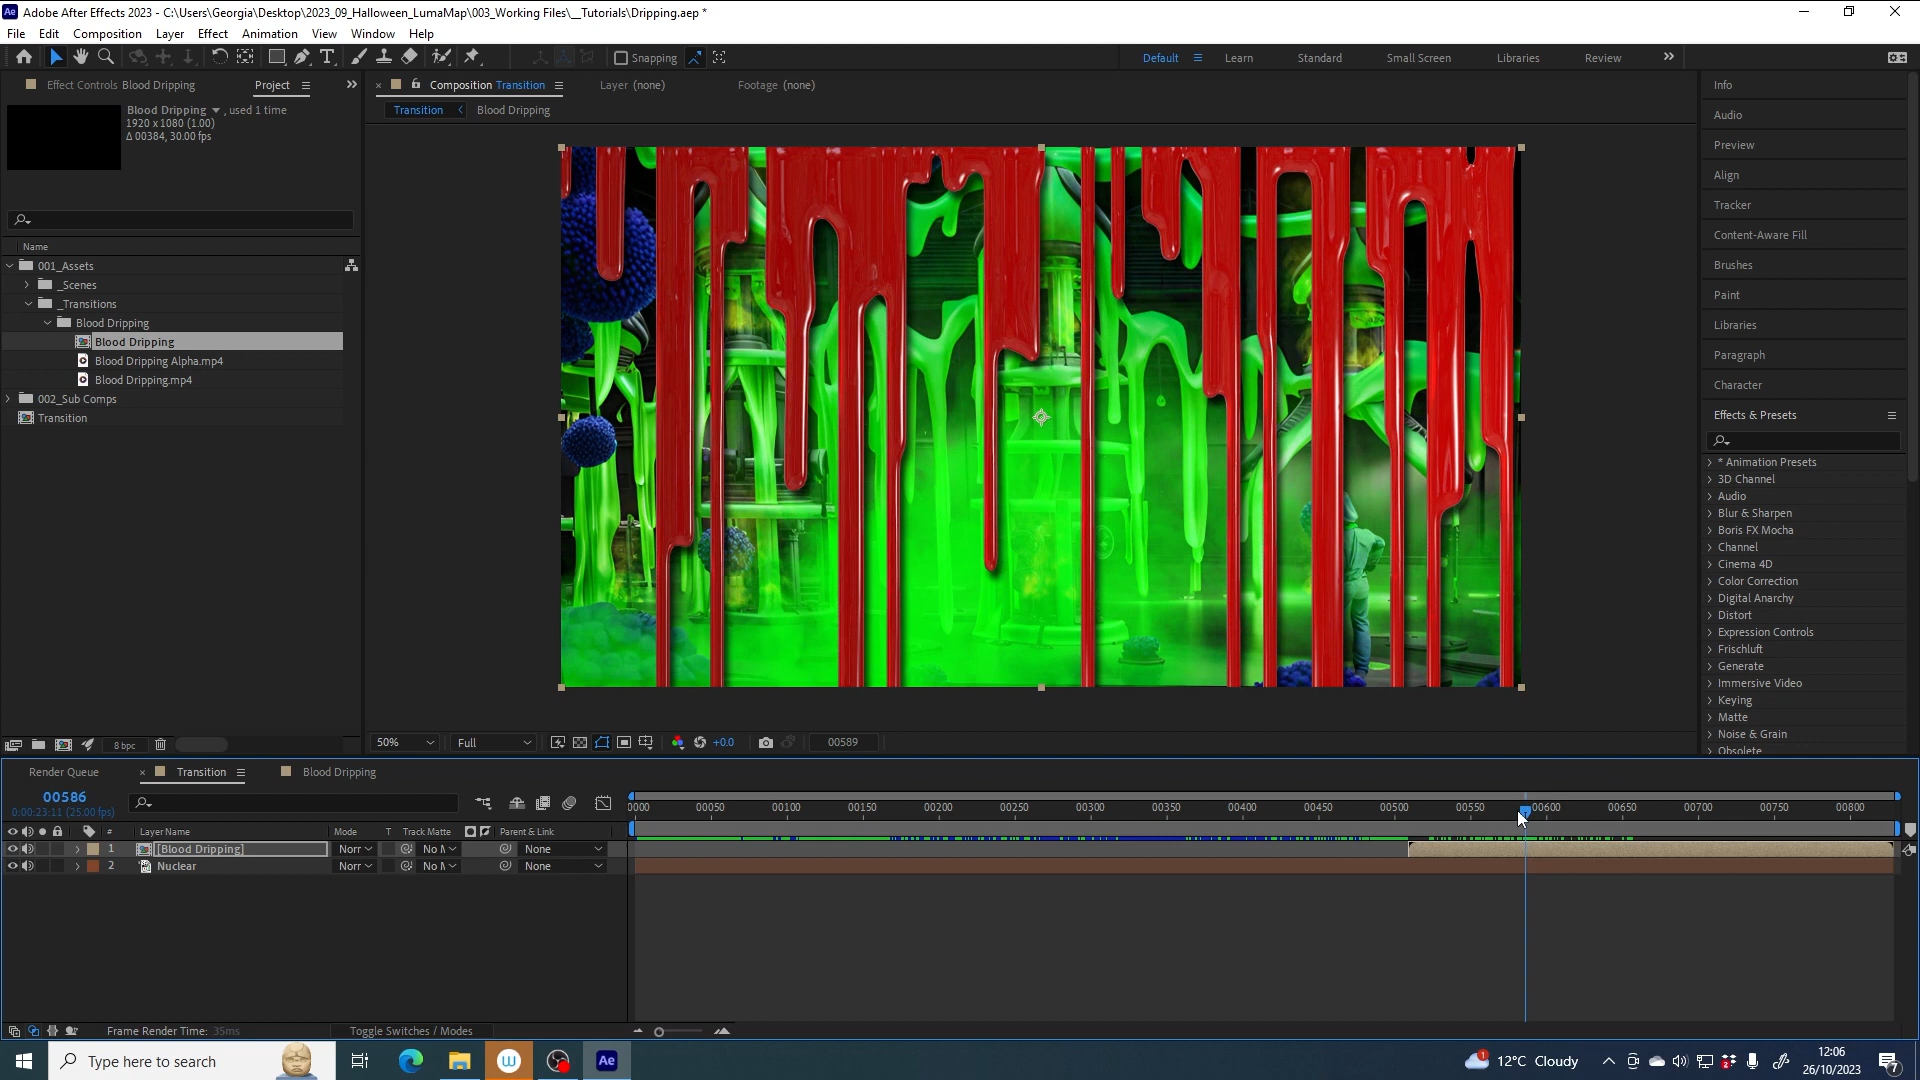 Adobe After Effects 2023 - C:\Users\Georgia\Desktop\2023_09_Halloween_LumaMap\003_Working Files\__Tutorials\Dripping.aep *
File Edit Composition Layer Effect Animation View Window Help
Snapping
Default Learn Standard Small Screen Libraries Review
Effect Controls Blood Dripping Project
Composition Transition Layer (none) Footage (none)
Transition Blood Dripping
Blood Dripping , used 1 time
1920 x 1080 (1.00)
Δ 00384, 30.00 fps
Name
001_Assets
_Scenes
_Transitions
Blood Dripping
Blood Dripping
Blood Dripping Alpha.mp4
Blood Dripping.mp4
002_Sub Comps
Transition
8 bpc
50% Full +0.0 00589
Info
Audio
Preview
Align
Tracker
Content-Aware Fill
Brushes
Paint
Libraries
Paragraph
Character
Effects & Presets
* Animation Presets
3D Channel
Audio
Blur & Sharpen
Boris FX Mocha
Channel
Cinema 4D
Color Correction
Digital Anarchy
Distort
Expression Controls
Frischluft
Generate
Immersive Video
Keying
Matte
Noise & Grain
Obsolete
Render Queue Transition Blood Dripping
00586
0:00:23:11 (25.00 fps)
0000 00050 00100 00150 00200 00250 00300 00350 00400 00450 00500 00550 00600 00650 00700 00750 00800
# Layer Name Mode T Track Matte Parent & Link
1 [Blood Dripping] Norr No M None
2 Nuclear Norr No M None
Frame Render Time: 35ms Toggle Switches / Modes
Type here to search
12°C Cloudy
12:06
26/10/2023